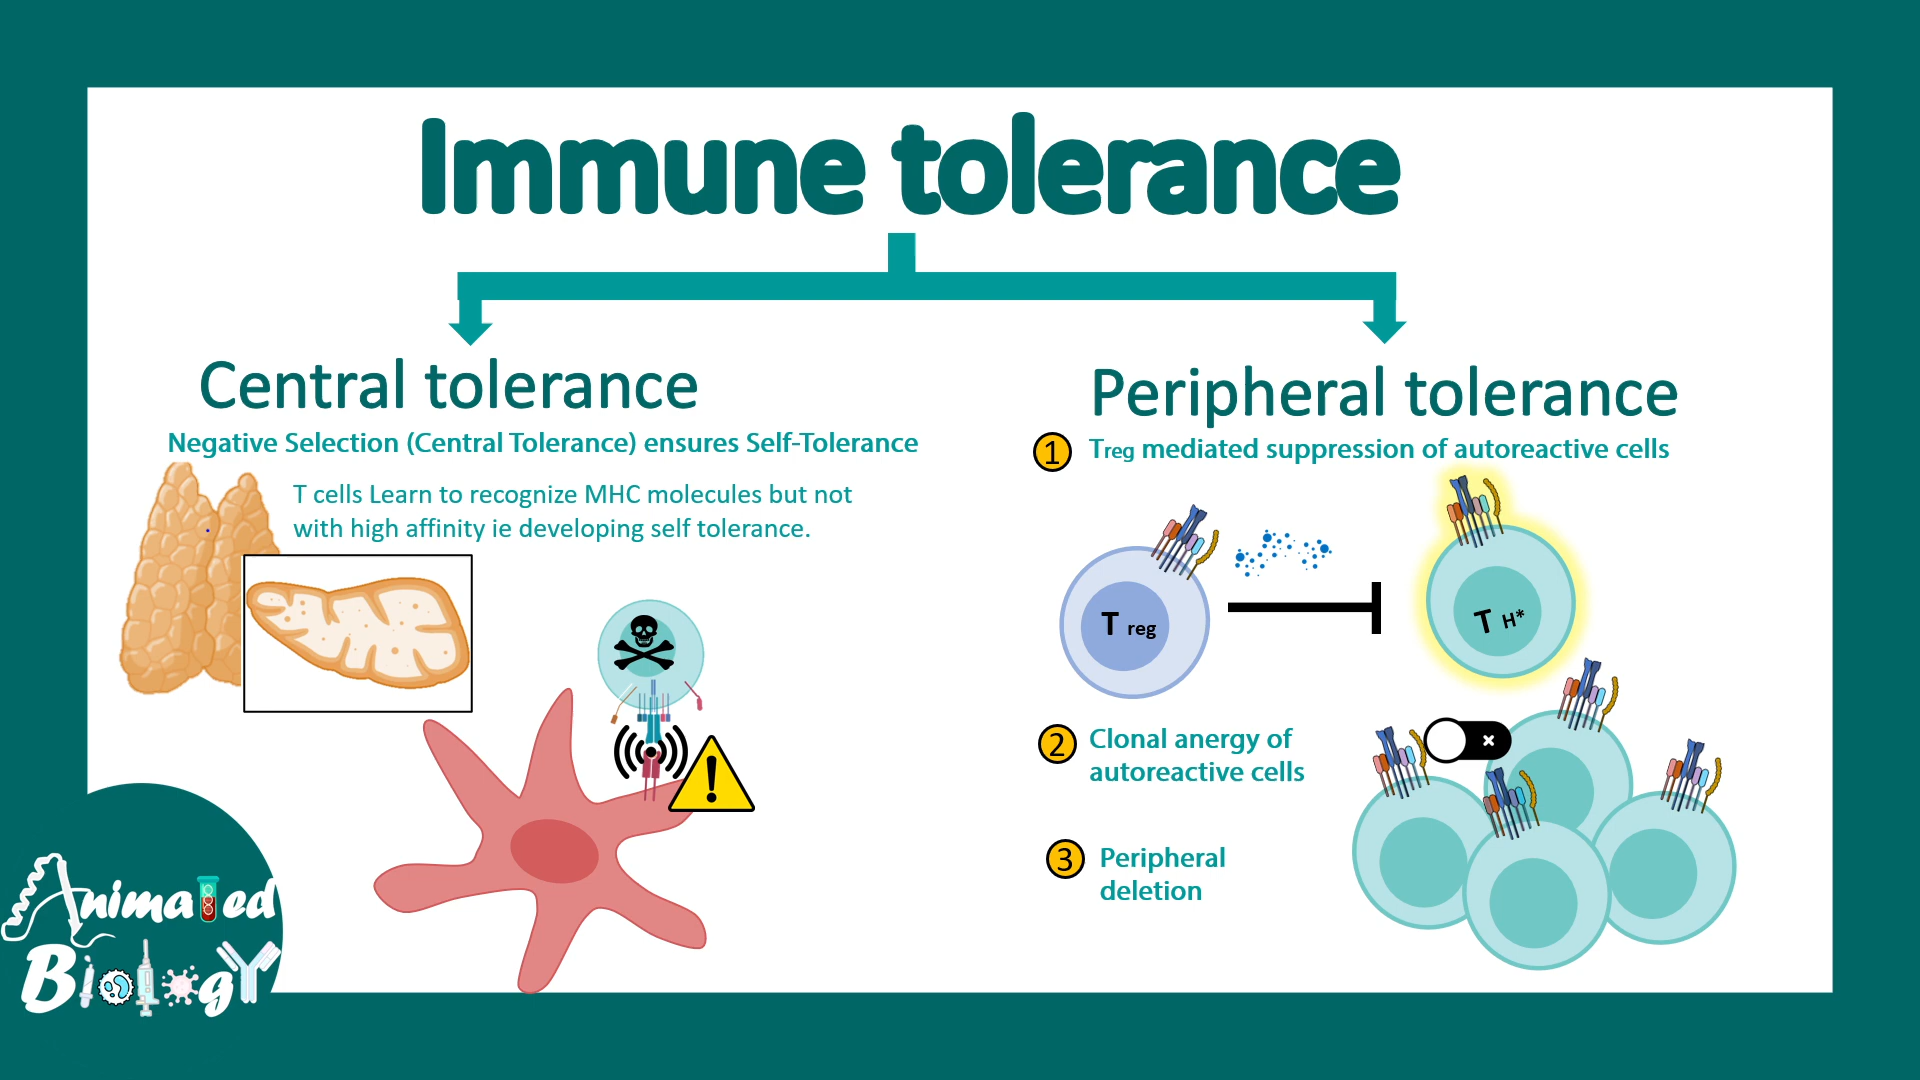 Immune tolerance
Central tolerance
Negative Selection (Central Tolerance) ensures Self-Tolerance
T cells Learn to recognize MHC molecules but not
with high affinity ie developing self tolerance.
Peripheral tolerance
1 Treg mediated suppression of autoreactive cells
T reg
T H*
2 Clonal anergy of
autoreactive cells
3 Peripheral
deletion
Animated
Biology